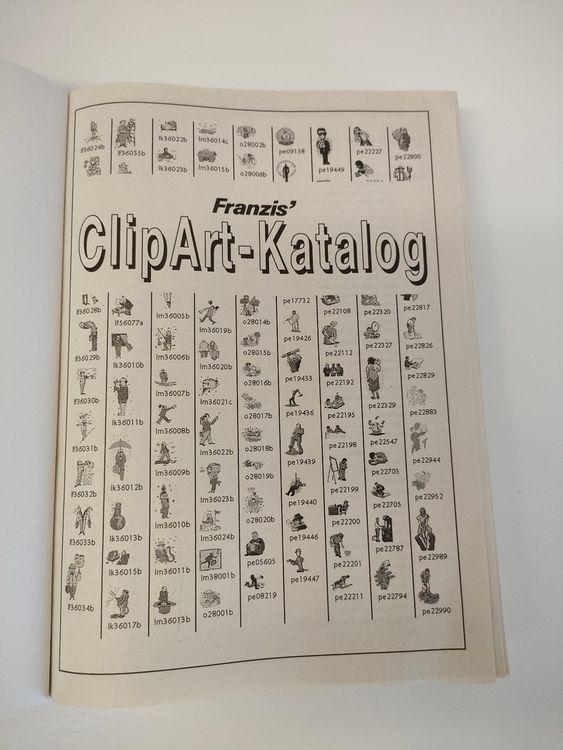 lf36024b
lf36035b
lk36022b
lk36023b
lm36014c
lm36015b
o28002b
o28006b
pe09138
pe19449
pe22227
pe22800
Franzis'
ClipArt-Katalog
lf36028b
lf36029b
lf36030b
lf36031b
lf36032b
lf36033b
lf36034b
lf56077a
lk36010b
lk36011b
lk36012b
lk36013b
lk36015b
lk36017b
lm36005b
lm36006b
lm36007b
lm36008b
lm36009b
lm36010b
lm36011b
lm36013b
lm36019b
lm36020b
lm36021c
lm36022b
lm36023b
lm36024b
lm38001b
o28001b
o28014b
o28015b
o28016b
o28017b
o28018b
o28019b
o28020b
pe05605
pe08219
pe17732
pe19426
pe19433
pe19436
pe19439
pe19440
pe19446
pe19447
pe22108
pe22112
pe22192
pe22195
pe22198
pe22199
pe22200
pe22201
pe22211
pe22320
pe22327
pe22329
pe22547
pe22703
pe22705
pe22787
pe22794
pe22817
pe22826
pe22829
pe22883
pe22944
pe22952
pe22989
pe22990